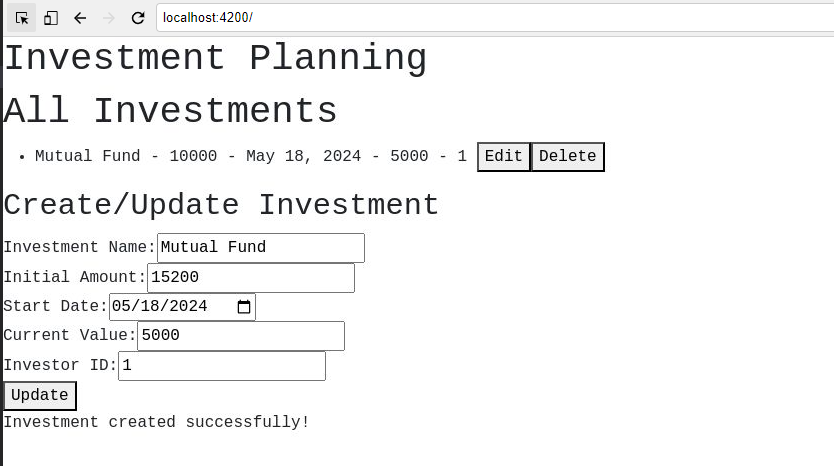 localhost:4200/
Investment Planning
All Investments
• Mutual Fund - 10000 - May 18, 2024 - 5000 - 1 Edit Delete
Create/Update Investment
Investment Name: Mutual Fund
Initial Amount: 15200
Start Date: 05/18/2024
Current Value: 5000
Investor ID: 1
Update
Investment created successfully!